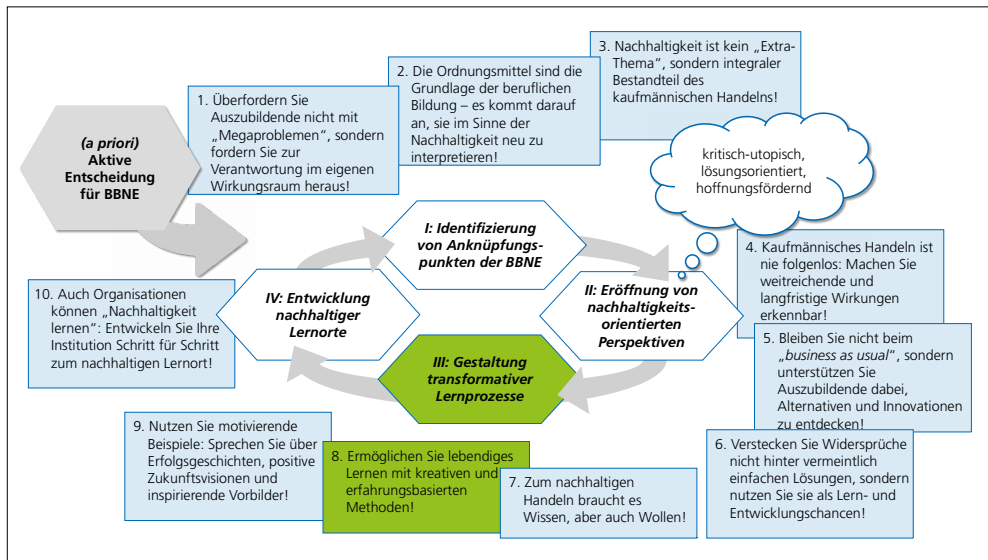 (a priori)
Aktive
Entscheidung
für BBNE
1. Überfordern Sie
Auszubildende nicht mit
„Megaproblemen“, sondern
fordern Sie zur
Verantwortung im eigenen
Wirkungsraum heraus!
2. Die Ordnungsmittel sind die
Grundlage der beruflichen
Bildung – es kommt darauf
an, sie im Sinne der
Nachhaltigkeit neu zu
interpretieren!
3. Nachhaltigkeit ist kein „Extra-
Thema“, sondern integraler
Bestandteil des
kaufmännischen Handelns!
kritisch-utopisch,
lösungsorientiert,
hoffnungsfördernd
I: Identifizierung
von Anknüpfungs-
punkten der BBNE
II: Eröffnung von
nachhaltigkeits-
orientierten
Perspektiven
III: Gestaltung
transformativer
Lernprozesse
IV: Entwicklung
nachhaltiger
Lernorte
4. Kaufmännisches Handeln ist
nie folgenlos: Machen Sie
weitreichende und
langfristige Wirkungen
erkennbar!
5. Bleiben Sie nicht beim
„business as usual“, sondern
unterstützen Sie
Auszubildende dabei,
Alternativen und Innovationen
zu entdecken!
6. Verstecken Sie Widersprüche
nicht hinter vermeintlich
einfachen Lösungen, sondern
nutzen Sie sie als Lern- und
Entwicklungschancen!
7. Zum nachhaltigen
Handeln braucht es
Wissen, aber auch Wollen!
8. Ermöglichen Sie lebendiges
Lernen mit kreativen und
erfahrungsbasierten
Methoden!
9. Nutzen Sie motivierende
Beispiele: Sprechen Sie über
Erfolgsgeschichten, positive
Zukunftsvisionen und
inspirierende Vorbilder!
10. Auch Organisationen
können „Nachhaltigkeit
lernen“: Entwickeln Sie Ihre
Institution Schritt für Schritt
zum nachhaltigen Lernort!